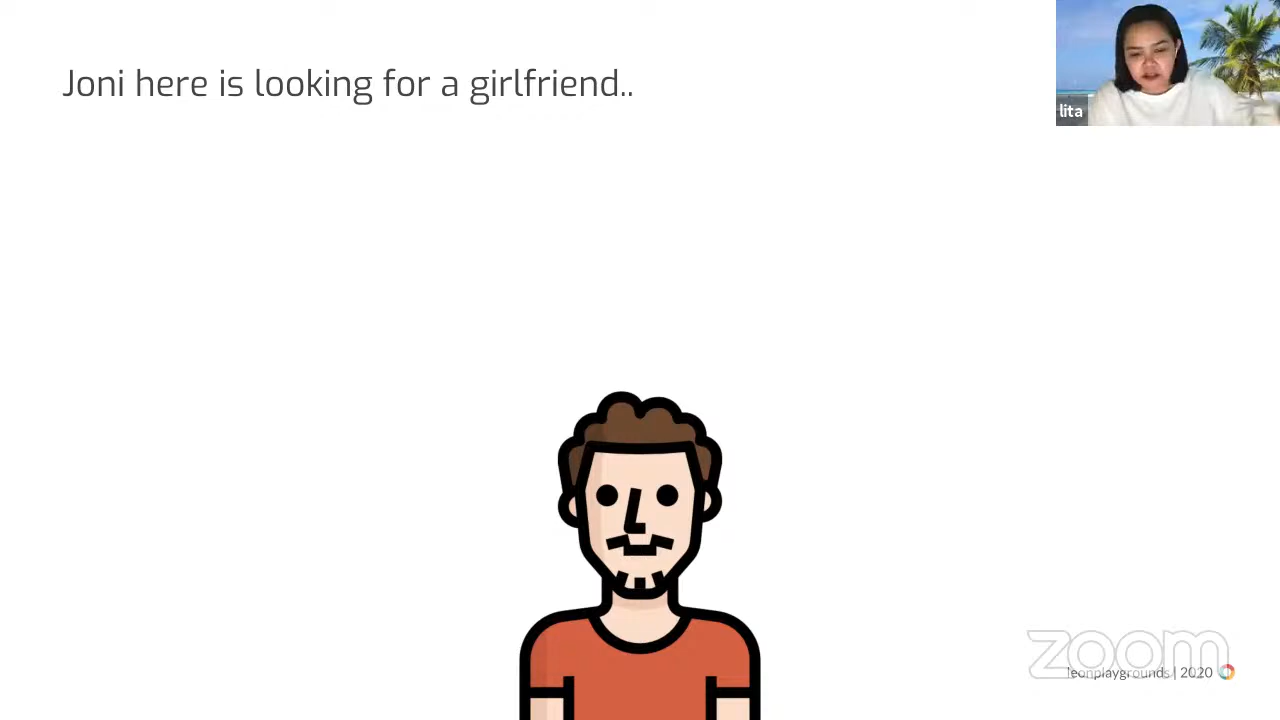 Joni here is looking for a girlfriend..
lita
zoom
leonplaygrounds | 2020